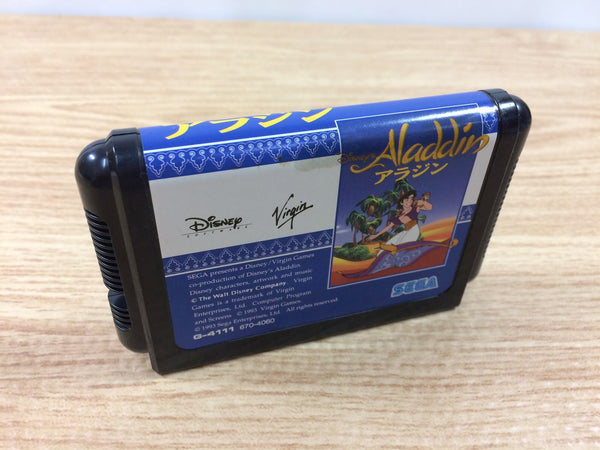 アラジン
Disney's
Aladdin
アラジン
Disney
SOFTWARE
Virgin
SEGA presents a Disney/Virgin Games
co-production of Disney's Aladdin.
Disney characters, artwork and music
© The Walt Disney Company. Virgin
Games is a trademark of Virgin
Enterprises, Ltd. Computer Program
and Screens © 1993 Virgin Games.
© 1993 Sega Enterprises, Ltd. All rights reserved.
G-4111 670-4060
SEGA